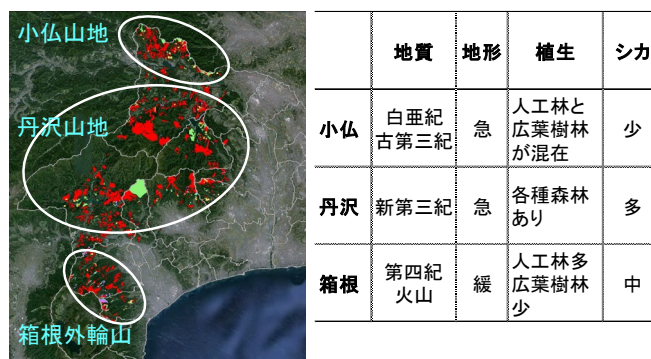 小仏山地
丹沢山地
箱根外輪山
地質 地形 植生 シカ
小仏 白亜紀 急 人工林と 少
古第三紀 広葉樹林
が混在
丹沢 新第三紀 急 各種森林 多
あり
箱根 第四紀 緩 人工林多 中
火山 広葉樹林
少